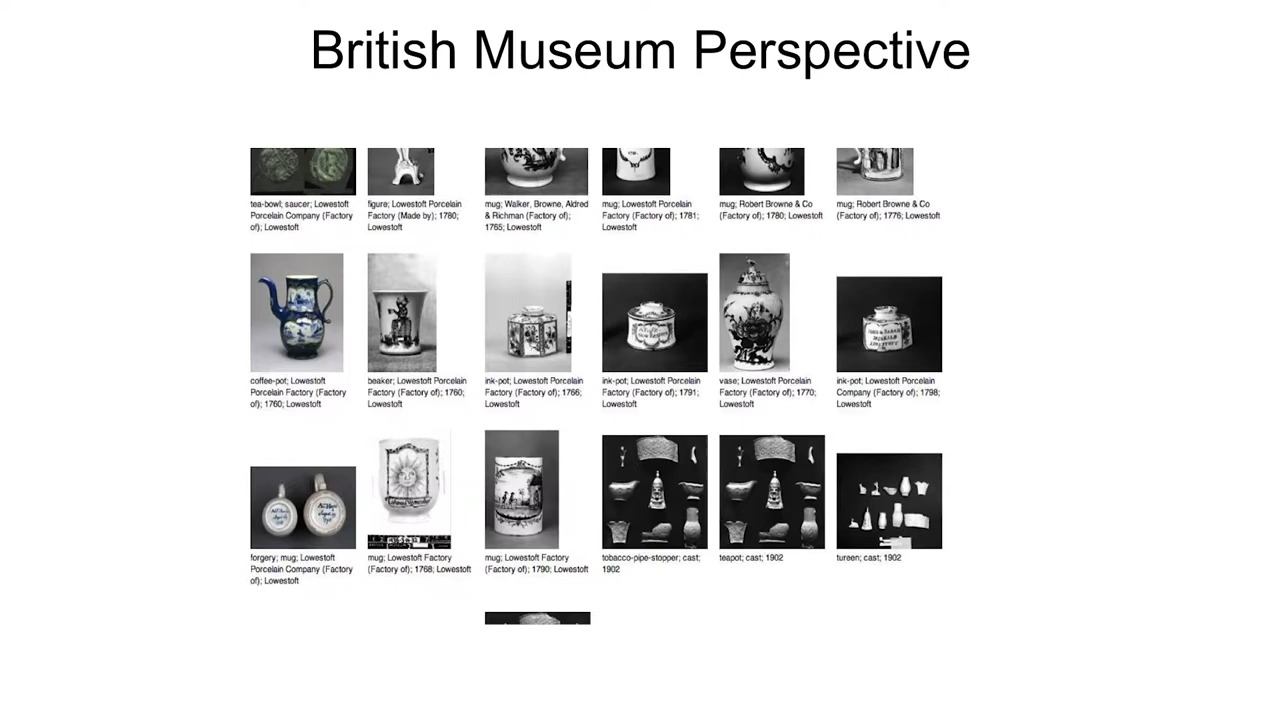 British Museum Perspective
tea-bowl; saucer; Lowestoft
Porcelain Company (Factory
of); Lowestoft
figure; Lowestoft Porcelain
Factory (Made by); 1780;
Lowestoft
mug; Walker, Browne, Aldred
& Richman (Factory of);
1765; Lowestoft
mug; Lowestoft Porcelain
Factory (Factory of); 1781;
Lowestoft
mug; Robert Browne & Co
(Factory of); 1780; Lowestoft
mug; Robert Browne & Co
(Factory of); 1776; Lowestoft
coffee-pot; Lowestoft
Porcelain Factory (Factory
of); 1760; Lowestoft
beaker; Lowestoft Porcelain
Factory (Factory of); 1760;
Lowestoft
ink-pot; Lowestoft Porcelain
Factory (Factory of); 1766;
Lowestoft
ink-pot; Lowestoft Porcelain
Factory (Factory of); 1791;
Lowestoft
vase; Lowestoft Porcelain
Factory (Factory of); 1770;
Lowestoft
ink-pot; Lowestoft Porcelain
Company (Factory of); 1798;
Lowestoft
forgery; mug; Lowestoft
Porcelain Company (Factory
of); Lowestoft
mug; Lowestoft Factory
(Factory of); 1768; Lowestoft
mug; Lowestoft Factory
(Factory of); 1790; Lowestoft
tobacco-pipe-stopper; cast;
1902
teapot; cast; 1902
tureen; cast; 1902